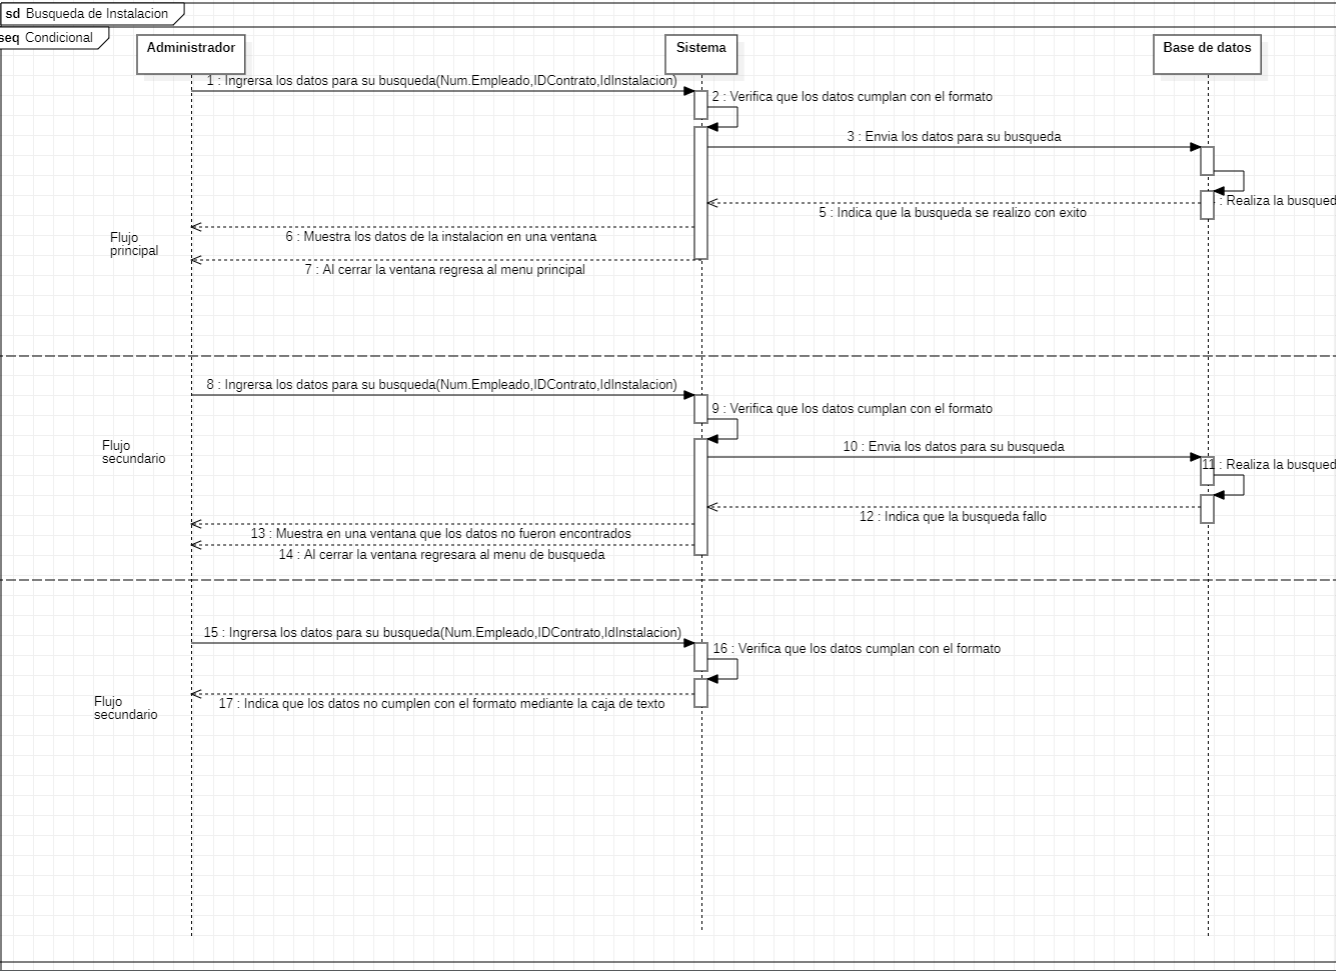 sd Busqueda de Instalacion
seq Condicional
Administrador
Sistema
Base de datos
1 : Ingrersa los datos para su busqueda(Num.Empleado,IDContrato,IdInstalacion)
2 : Verifica que los datos cumplan con el formato
3 : Envia los datos para su busqueda
: Realiza la busqued
5 : Indica que la busqueda se realizo con exito
6 : Muestra los datos de la instalacion en una ventana
Flujo
principal
7 : Al cerrar la ventana regresa al menu principal
8 : Ingrersa los datos para su busqueda(Num.Empleado,IDContrato,IdInstalacion)
9 : Verifica que los datos cumplan con el formato
Flujo
secundario
10 : Envia los datos para su busqueda
11 : Realiza la busqued
12 : Indica que la busqueda fallo
13 : Muestra en una ventana que los datos no fueron encontrados
14 : Al cerrar la ventana regresara al menu de busqueda
15 : Ingrersa los datos para su busqueda(Num.Empleado,IDContrato,IdInstalacion)
16 : Verifica que los datos cumplan con el formato
Flujo
secundario
17 : Indica que los datos no cumplen con el formato mediante la caja de texto